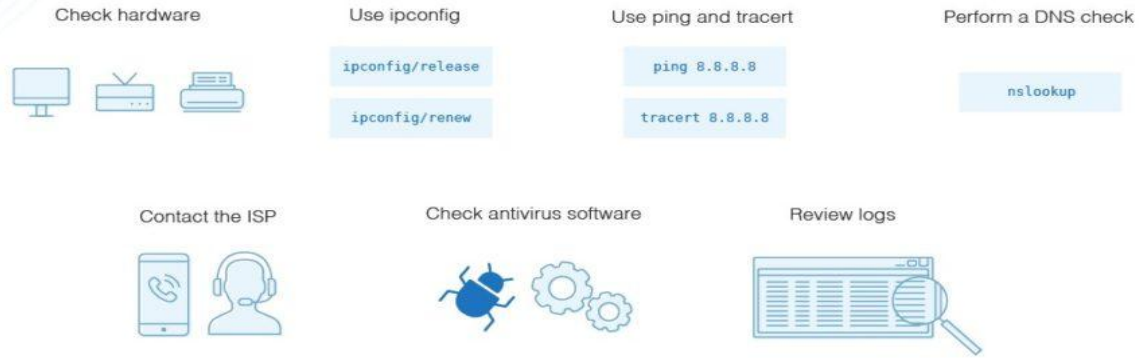 Check hardware
Use ipconfig
Use ping and tracert
Perform a DNS check
ipconfig/release
ping 8.8.8.8
nslookup
ipconfig/renew
tracert 8.8.8.8
Contact the ISP
Check antivirus software
Review logs